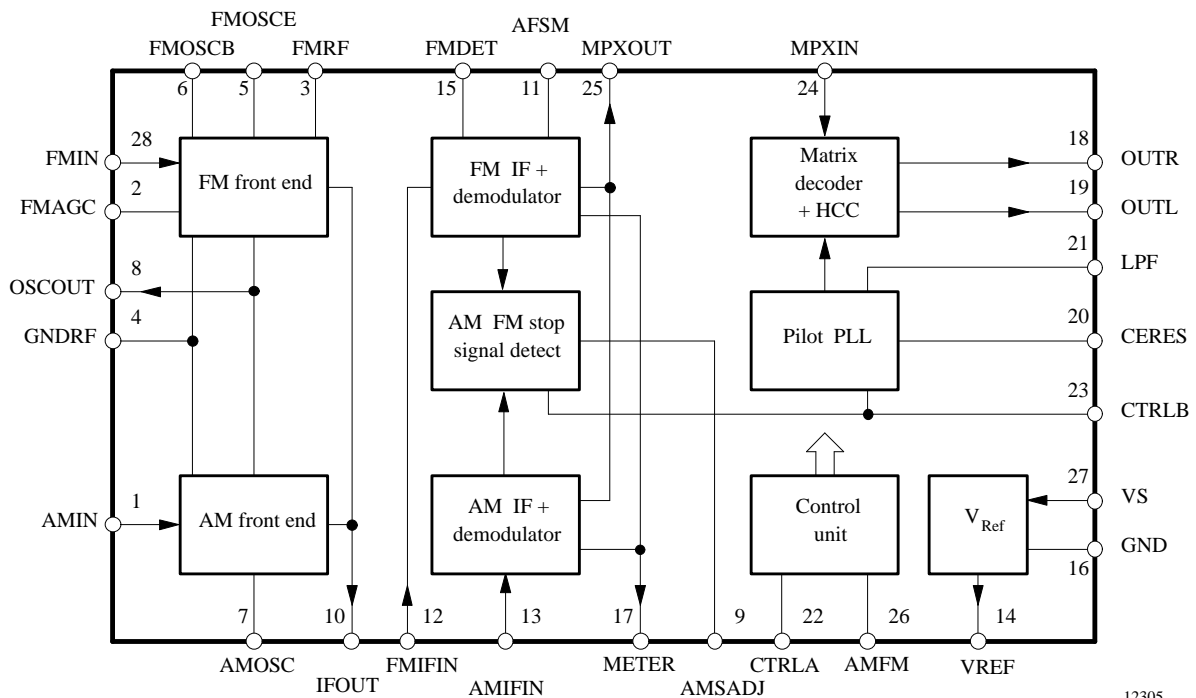 FMOSCE
AFSM
FMOSCB
FMRF
FMDET
MPXOUT
MPXIN
6
5
3
15
11
25
24
FMIN
28
FM front end
FM IF +
demodulator
Matrix
decoder
+ HCC
18
OUTR
FMAGC
2
19
OUTL
OSCOUT
8
21
LPF
GNDRF
4
AM FM stop
signal detect
Pilot PLL
20
CERES
23
CTRLB
AMIN
1
AM front end
AM IF +
demodulator
Control
unit
VRef
27
VS
GND
16
7
10
12
13
17
9
22
26
14
AMOSC
IFOUT
FMIFIN
AMIFIN
METER
AMSADJ
CTRLA
AMFM
VREF
12305